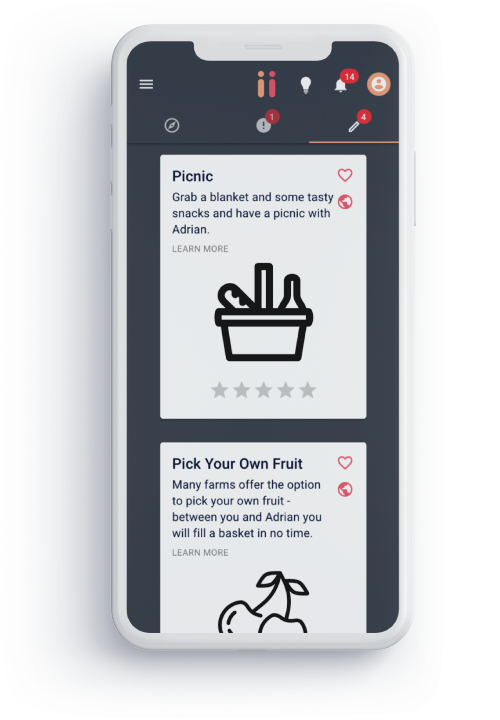 14
1
4
Picnic
Grab a blanket and some tasty
snacks and have a picnic with
Adrian.
LEARN MORE
Pick Your Own Fruit
Many farms offer the option
to pick your own fruit -
between you and Adrian you
will fill a basket in no time.
LEARN MORE